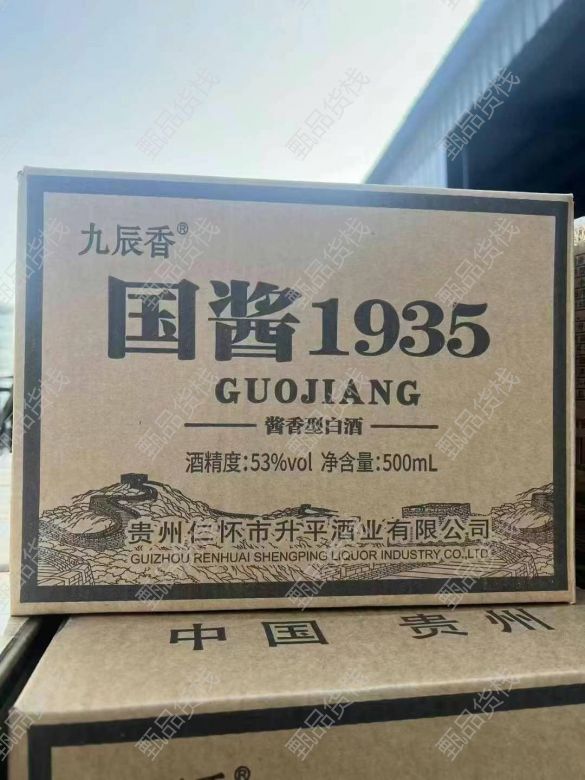 九辰香®
国酱1935
GUOJIANG
酱香型白酒
酒精度:53%vol 净含量:500mL
贵州仁怀市升平酒业有限公司
GUIZHOU RENHUAI SHENGPING LIQUOR INDUSTRY CO.,LTD
中国 贵州
甄品货栈